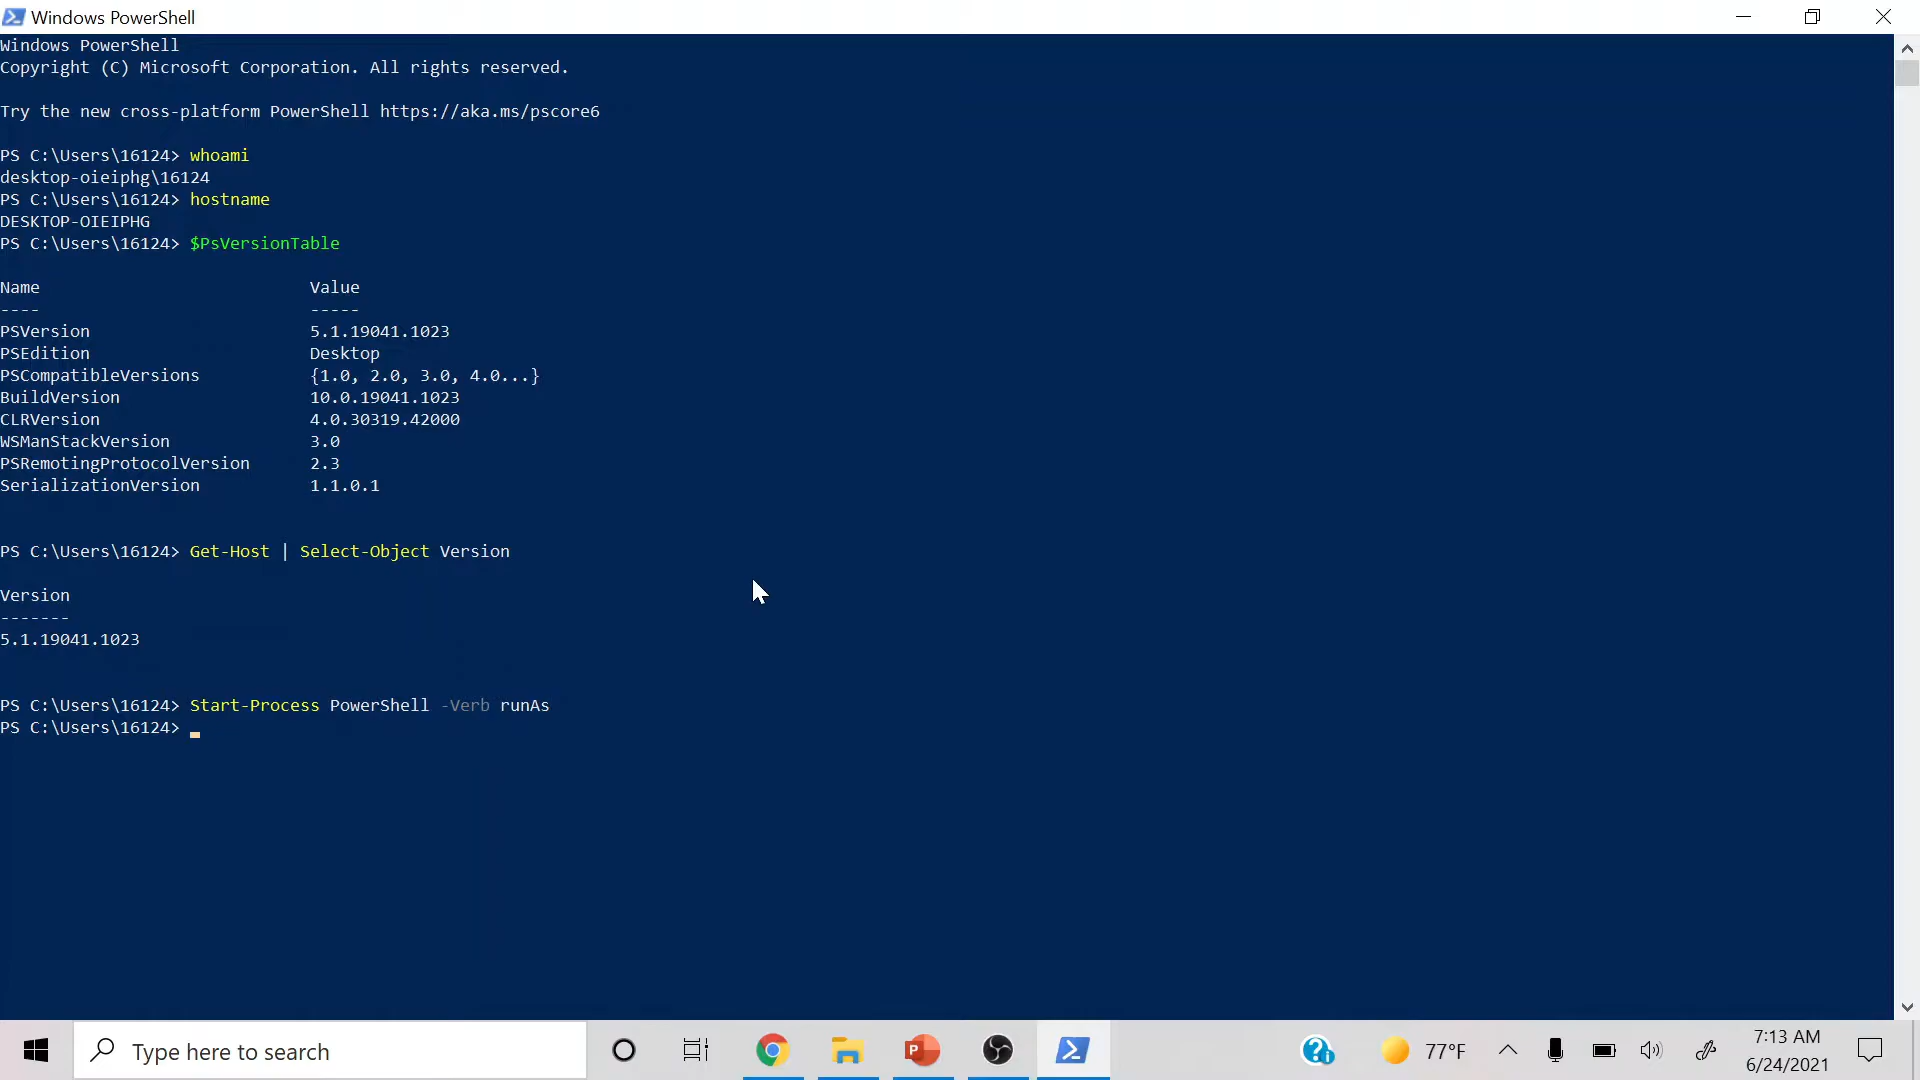 Windows PowerShell
Windows PowerShell
Copyright (C) Microsoft Corporation. All rights reserved.
Try the new cross-platform PowerShell https://aka.ms/pscore6
PS C:\Users\16124> whoami
desktop-oieiphg\16124
PS C:\Users\16124> hostname
DESKTOP-OIEIPHG
PS C:\Users\16124> $PsVersionTable
Name Value
---- -----
PSVersion 5.1.19041.1023
PSEdition Desktop
PSCompatibleVersions {1.0, 2.0, 3.0, 4.0...}
BuildVersion 10.0.19041.1023
CLRVersion 4.0.30319.42000
WSManStackVersion 3.0
PSRemotingProtocolVersion 2.3
SerializationVersion 1.1.0.1
PS C:\Users\16124> Get-Host | Select-Object Version
Version
-------
5.1.19041.1023
PS C:\Users\16124> Start-Process PowerShell -Verb runAs
PS C:\Users\16124>
Type here to search
77°F
7:13 AM
6/24/2021